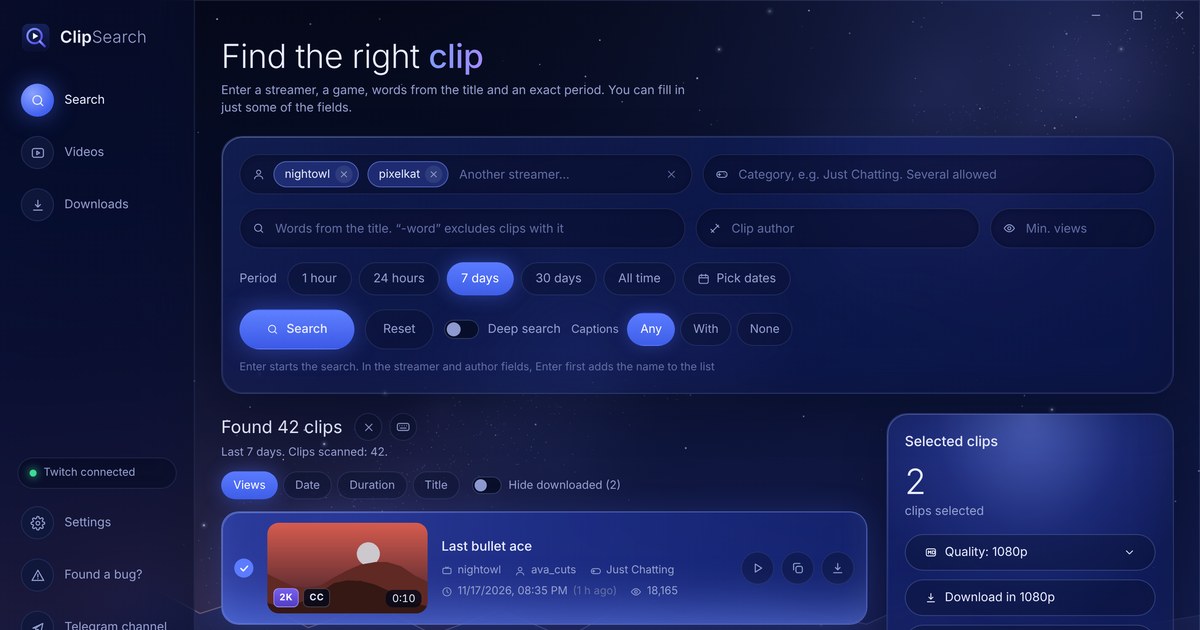 ClipSearch
Search
Videos
Downloads
Twitch connected
Settings
Found a bug?
Telegram channel
Find the right clip
Enter a streamer, a game, words from the title and an exact period. You can fill in
just some of the fields.
nightowl pixelkat Another streamer...
Category, e.g. Just Chatting. Several allowed
Words from the title. “-word” excludes clips with it
Clip author
Min. views
Period 1 hour 24 hours 7 days 30 days All time Pick dates
Search Reset Deep search Captions Any With None
Enter starts the search. In the streamer and author fields, Enter first adds the name to the list
Found 42 clips
Last 7 days. Clips scanned: 42.
Views Date Duration Title Hide downloaded (2)
2K CC 0:10
Last bullet ace
nightowl ava_cuts Just Chatting
11/17/2026, 08:35 PM (1 h ago) 18,165
Selected clips
2
clips selected
HD Quality: 1080p
Download in 1080p